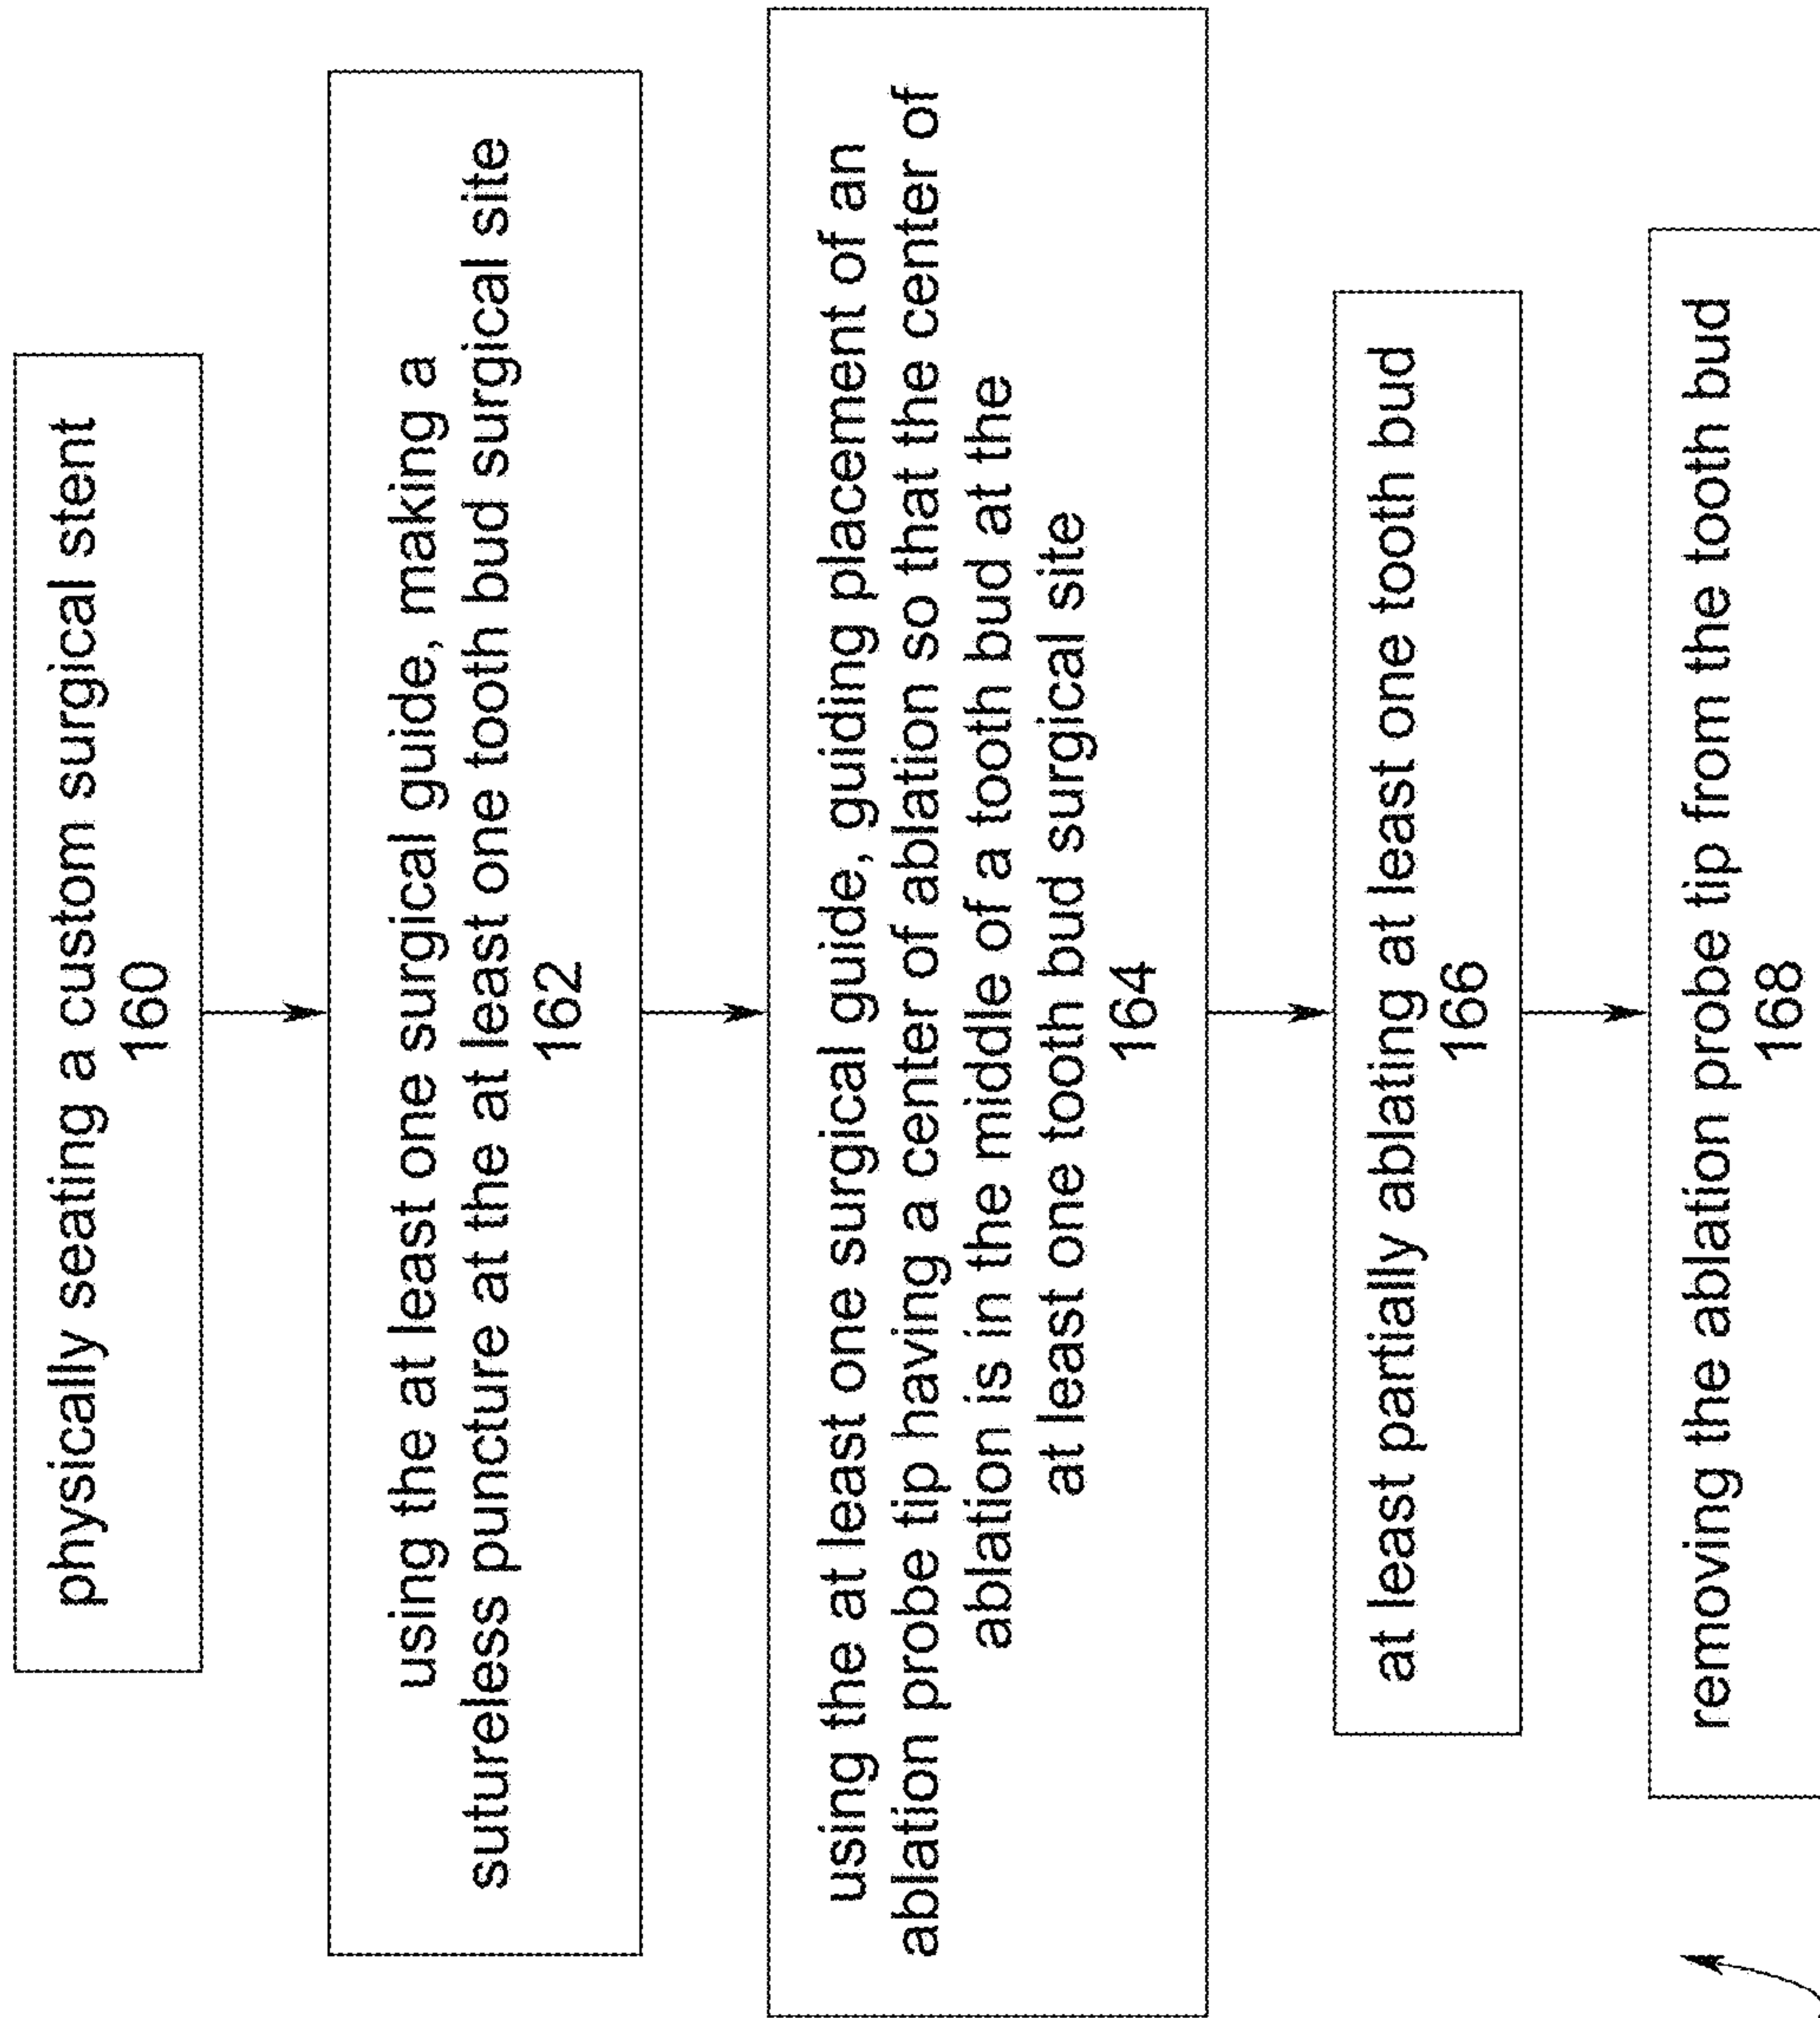 physically seating a custom surgical stent
160
using the at least one surgical guide, making a
sutureless puncture at the at least one tooth bud surgical site
162
using the at least one surgical guide, guiding placement of an
ablation probe tip having a center of ablation so that the center of
ablation is in the middle of a tooth bud at the
at least one tooth bud surgical site
164
at least partially ablating at least one tooth bud
166
removing the ablation probe tip from the tooth bud
168